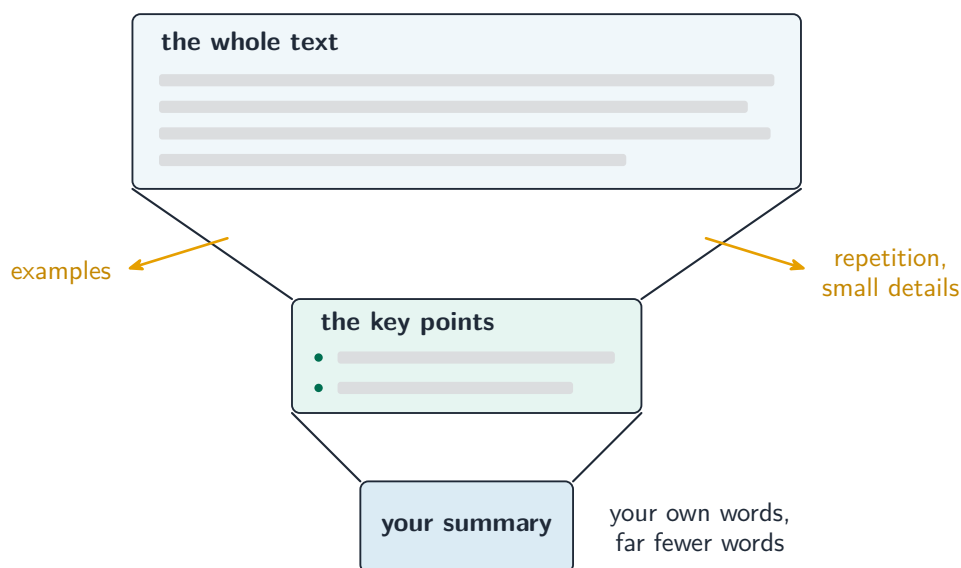 the whole text
examples
repetition,
small details
the key points
your summary
your own words,
far fewer words